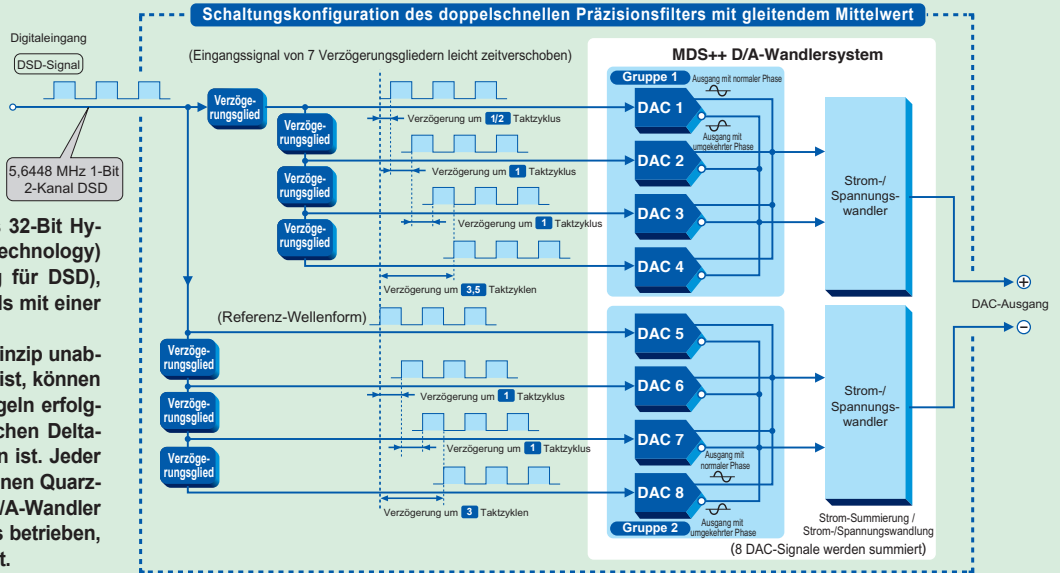 Schaltungskonfiguration des doppelschnellen Präzisionsfilters mit gleitendem Mittelwert
Digitaleingang
DSD-Signal
5,6448 MHz 1-Bit
2-Kanal DSD
(Eingangssignal von 7 Verzögerungsgliedern leicht zeitverschoben)
MDS++ D/A-Wandlersystem
Gruppe 1
Ausgang mit normaler Phase
Verzöge-
rungsglied
Verzöge-
rungsglied
Verzöge-
rungsglied
Verzöge-
rungsglied
Verzögerung um 1/2 Taktzyklus
Verzögerung um 1 Taktzyklus
Verzögerung um 1 Taktzyklus
Verzögerung um 3,5 Taktzyklen
DAC 1
Ausgang mit
umgekehrter Phase
DAC 2
DAC 3
DAC 4
Strom-/
Spannungs-
wandler
(Referenz-Wellenform)
Verzöge-
rungsglied
Verzöge-
rungsglied
Verzöge-
rungsglied
Verzögerung um 1 Taktzyklus
Verzögerung um 1 Taktzyklus
Verzögerung um 3 Taktzyklen
DAC 5
DAC 6
DAC 7
Ausgang mit
normaler Phase
DAC 8
Gruppe 2
Ausgang mit
umgekehrter Phase
Strom-/
Spannungs-
wandler
Strom-Summierung /
Strom-/Spannungswandlung
(8 DAC-Signale werden summiert)
+
DAC-Ausgang
−
s 32-Bit Hy-
echnology)
g für DSD),
ls mit einer
inzip unab-
ist, können
geln erfolg-
chen Delta-
n ist. Jeder
nen Quarz-
/A-Wandler
s betrieben,
t.